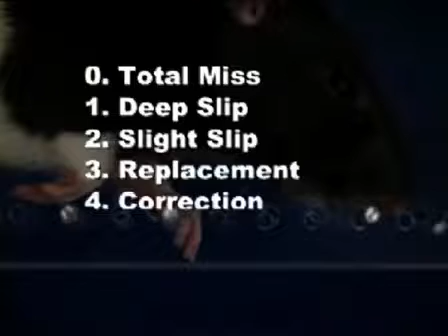 0. Total Miss
1. Deep Slip
2. Slight Slip
3. Replacement
4. Correction